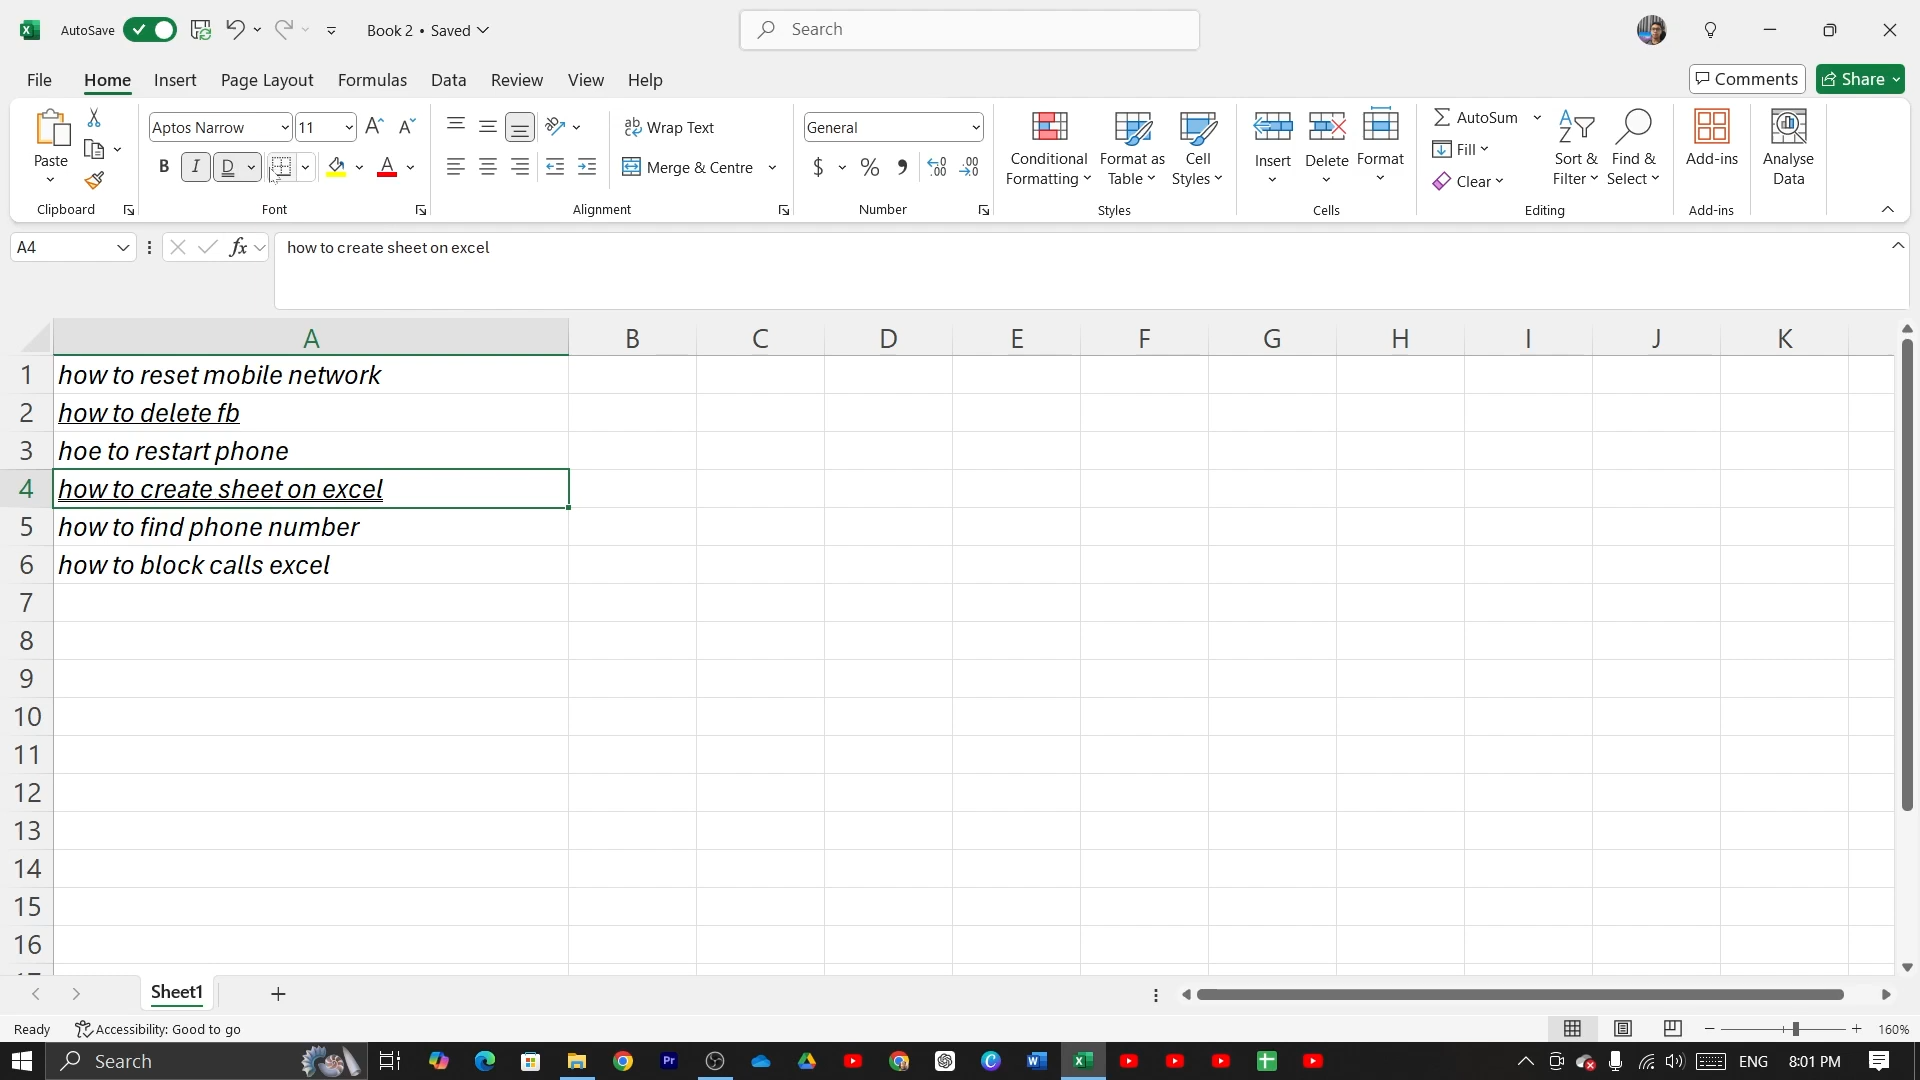 AutoSave
Book 2 • Saved
Search
File Home Insert Page Layout Formulas Data Review View Help
Comments
Share
Paste
Clipboard
Aptos Narrow
11
B I D
A
Font
Wrap Text
Merge & Centre
Alignment
General
$ % ,
Number
Conditional Formatting
Format as Table
Cell Styles
Styles
Insert
Delete
Format
Cells
AutoSum
Fill
Clear
Sort & Filter
Find & Select
Editing
Add-ins
Add-ins
Analyse Data
A4
fx
how to create sheet on excel
A B C D E F G H I J K
1 how to reset mobile network
2 how to delete fb
3 hoe to restart phone
4 how to create sheet on excel
5 how to find phone number
6 how to block calls excel
7
8
9
10
11
12
13
14
15
16
Sheet1
Ready
Accessibility: Good to go
160%
Search
ENG
8:01 PM